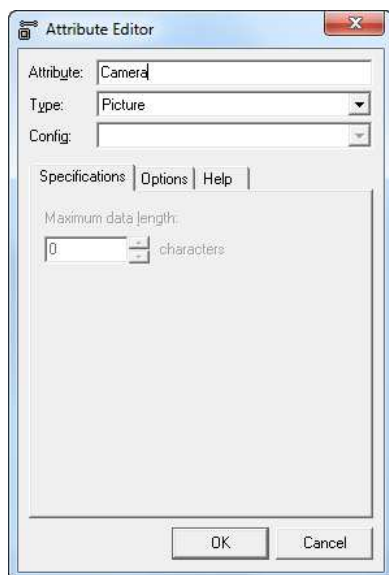 Attribute Editor
Attribute: Camera
Type: Picture
Config:
Specifications Options Help
Maximum data length:
0 characters
OK Cancel